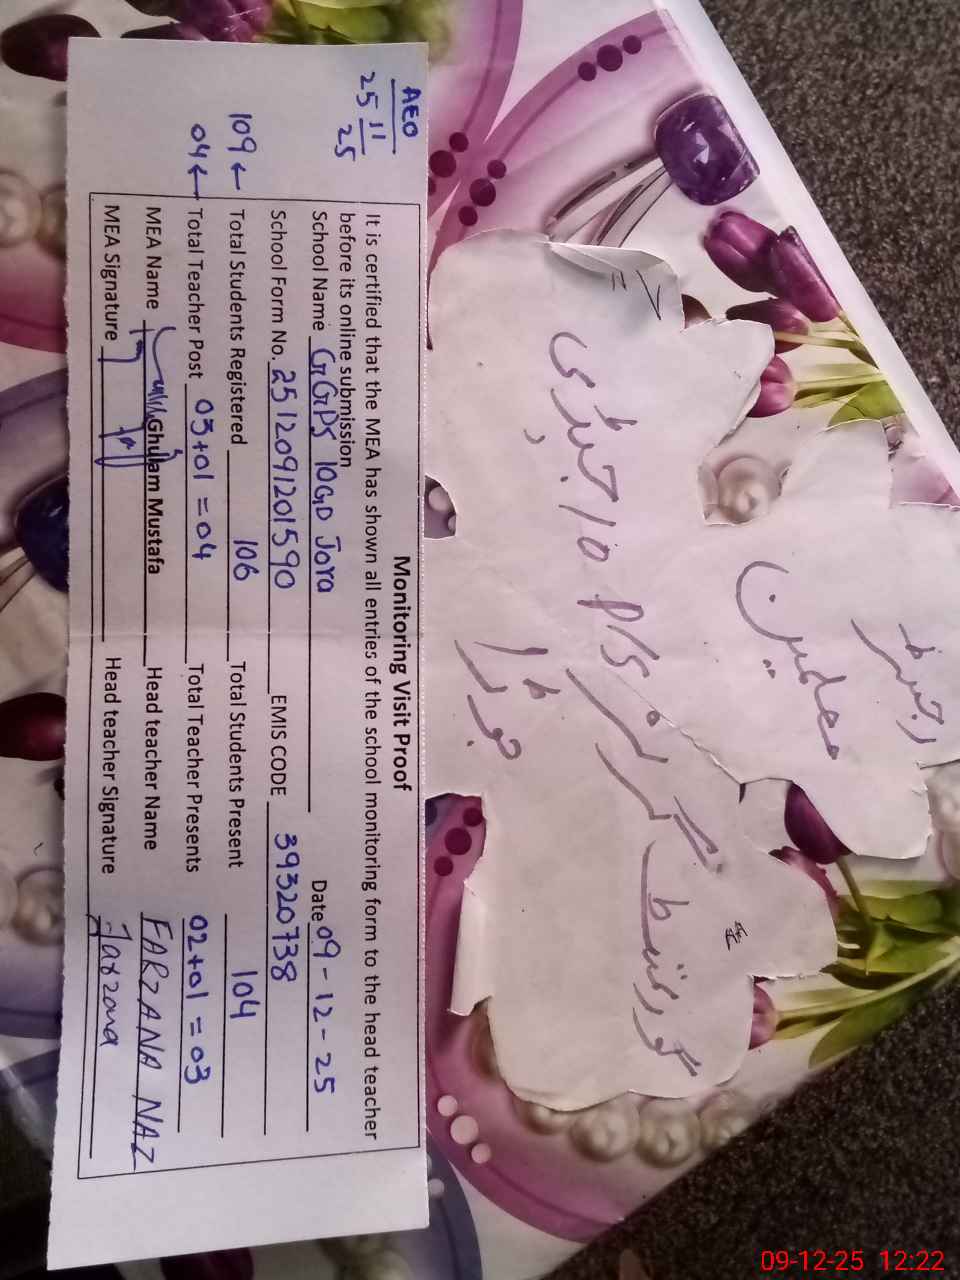 AEO
25 11 25
109 ←
04 ←
Monitoring Visit Proof
It is certified that the MEA has shown all entries of the school monitoring form to the head teacher
before its online submission
School Name GGPS 10GD Jora Date 09-12-25
School Form No. 2512091201590 EMIS CODE 39320738
Total Students Registered 106 Total Students Present 104
Total Teacher Post 03+01=04 Total Teacher Presents 02+01=03
MEA Name Ghulam Mustafa Head teacher Name FARZANA NAZ
MEA Signature Head teacher Signature Farzana
رجسٹر
معلمین
گورنمنٹ گرلز
10 جی ڈی
جوڑا
09-12-25 12:22